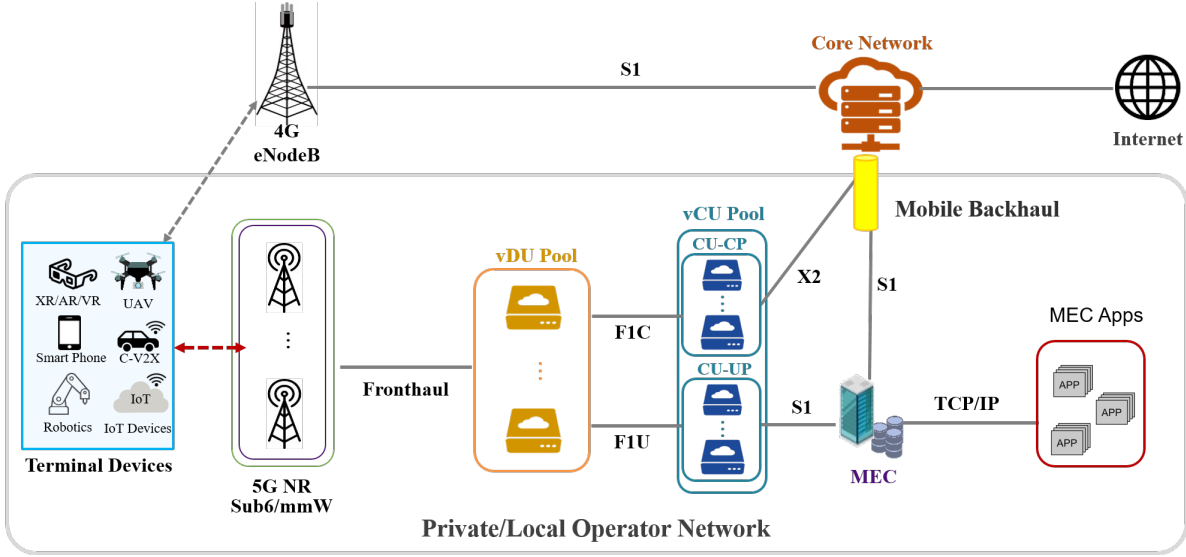 Core Network
S1
4G
eNodeB
Internet
Mobile Backhaul
vCU Pool
vDU Pool
CU-CP
XR/AR/VR
UAV
X2
S1
MEC Apps
F1C
Smart Phone
C-V2X
CU-UP
Fronthaul
APP
IoT
S1
TCP/IP
APP
Robotics
IoT Devices
F1U
APP
Terminal Devices
MEC
5G NR
Sub6/mmW
Private/Local Operator Network